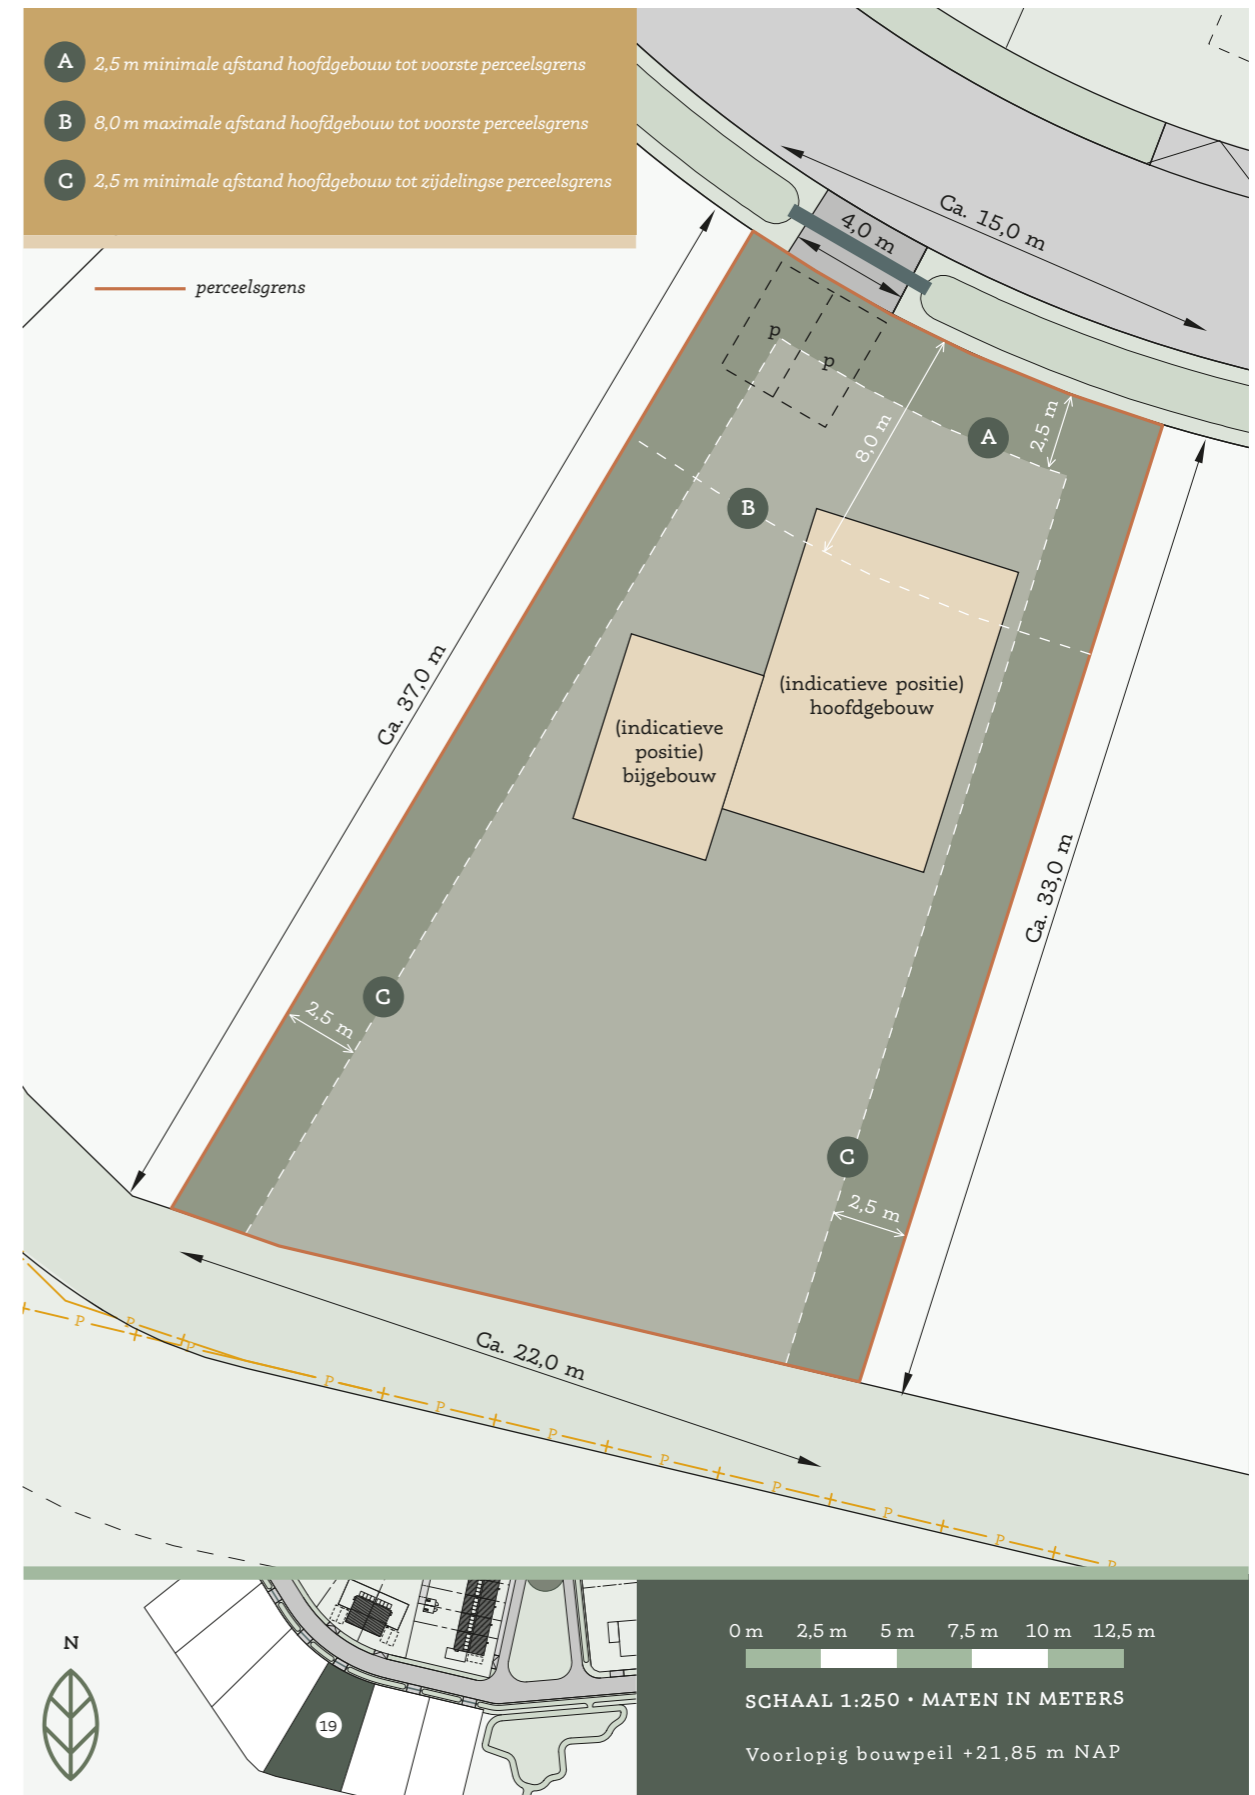 A 2,5 m minimale afstand hoofdgebouw tot voorste perceelsgrens
B 8,0 m maximale afstand hoofdgebouw tot voorste perceelsgrens
C 2,5 m minimale afstand hoofdgebouw tot zijdelingse perceelsgrens
perceelsgrens
Ca. 15,0 m
4,0 m
p
p
8,0 m
A
2,5 m
B
Ca. 37,0 m
(indicatieve positie)
hoofdgebouw
(indicatieve
positie)
bijgebouw
Ca. 33,0 m
C
2,5 m
C
2,5 m
Ca. 22,0 m
P
P
P
P
P
P
P
P
P
P
P
N
19
0 m 2,5 m 5 m 7,5 m 10 m 12,5 m
SCHAAL 1:250 • MATEN IN METERS
Voorlopig bouwpeil +21,85 m NAP